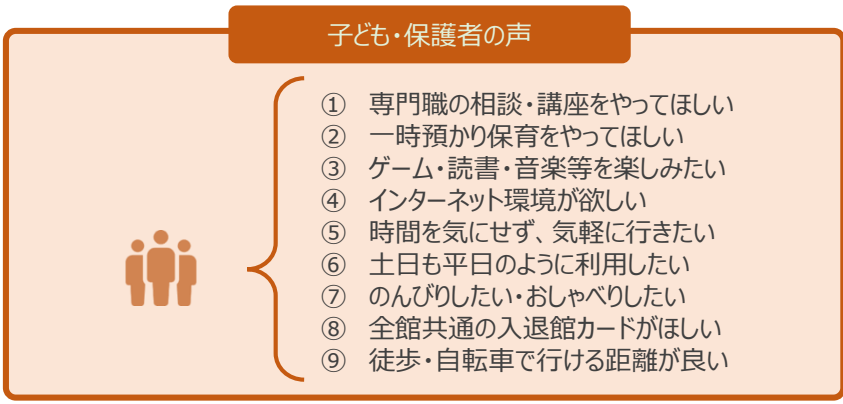 子ども・保護者の声
① 専門職の相談・講座をやってほしい
② 一時預かり保育をやってほしい
③ ゲーム・読書・音楽等を楽しみたい
④ インターネット環境が欲しい
⑤ 時間を気にせず、気軽に行きたい
⑥ 土日も平日のように利用したい
⑦ のんびりしたい・おしゃべりしたい
⑧ 全館共通の入退館カードがほしい
⑨ 徒歩・自転車で行ける距離が良い